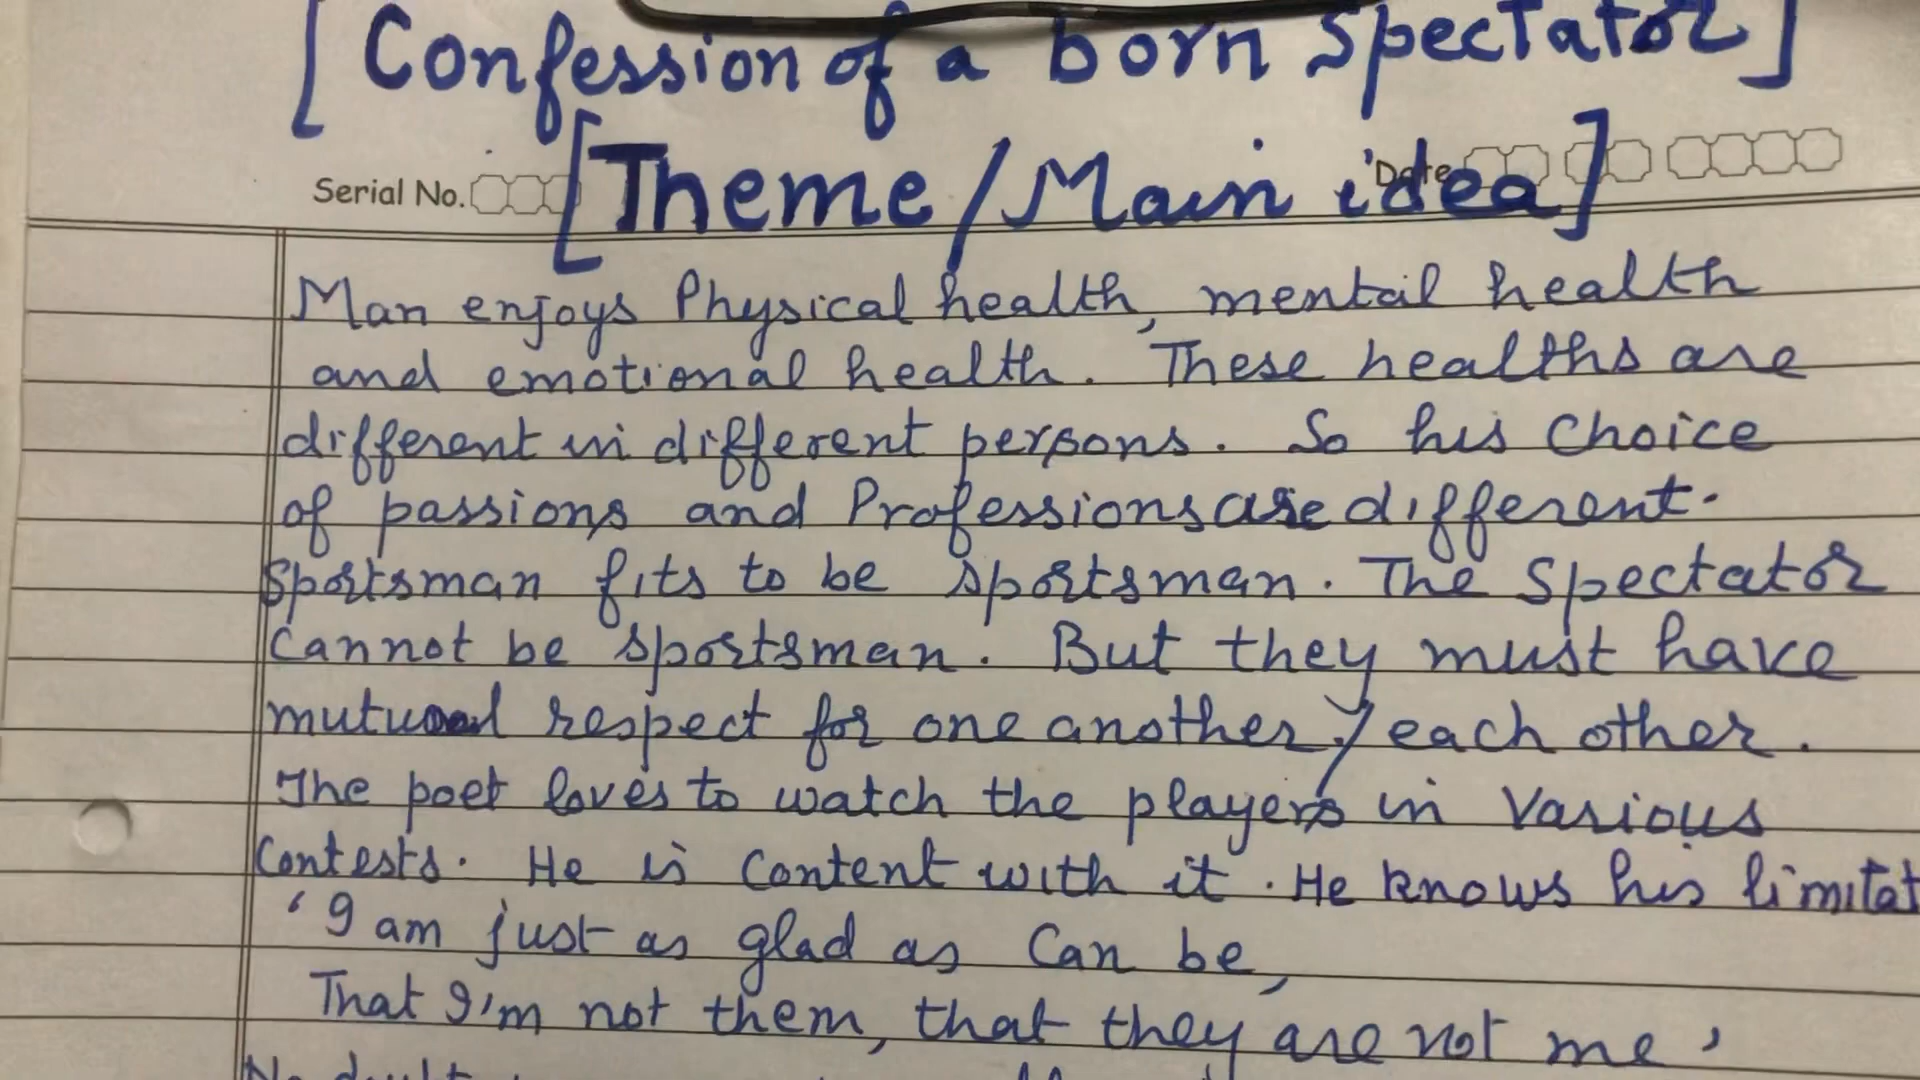 [Confession of a born Spectator]
[Theme/Main idea]
Serial No.
Date
Man enjoys Physical health, mental health
and emotional health. These healths are
different in different persons. So his choice
of passions and Professions are different.
Sportsman fits to be sportsman. The Spectator
Cannot be sportsman. But they must have
mutual respect for one another / each other.
The poet loves to watch the players in various
Contests. He is content with it. He knows his limitat
'I am just as glad as Can be,
That I'm not them, that they are not me'
No doubt